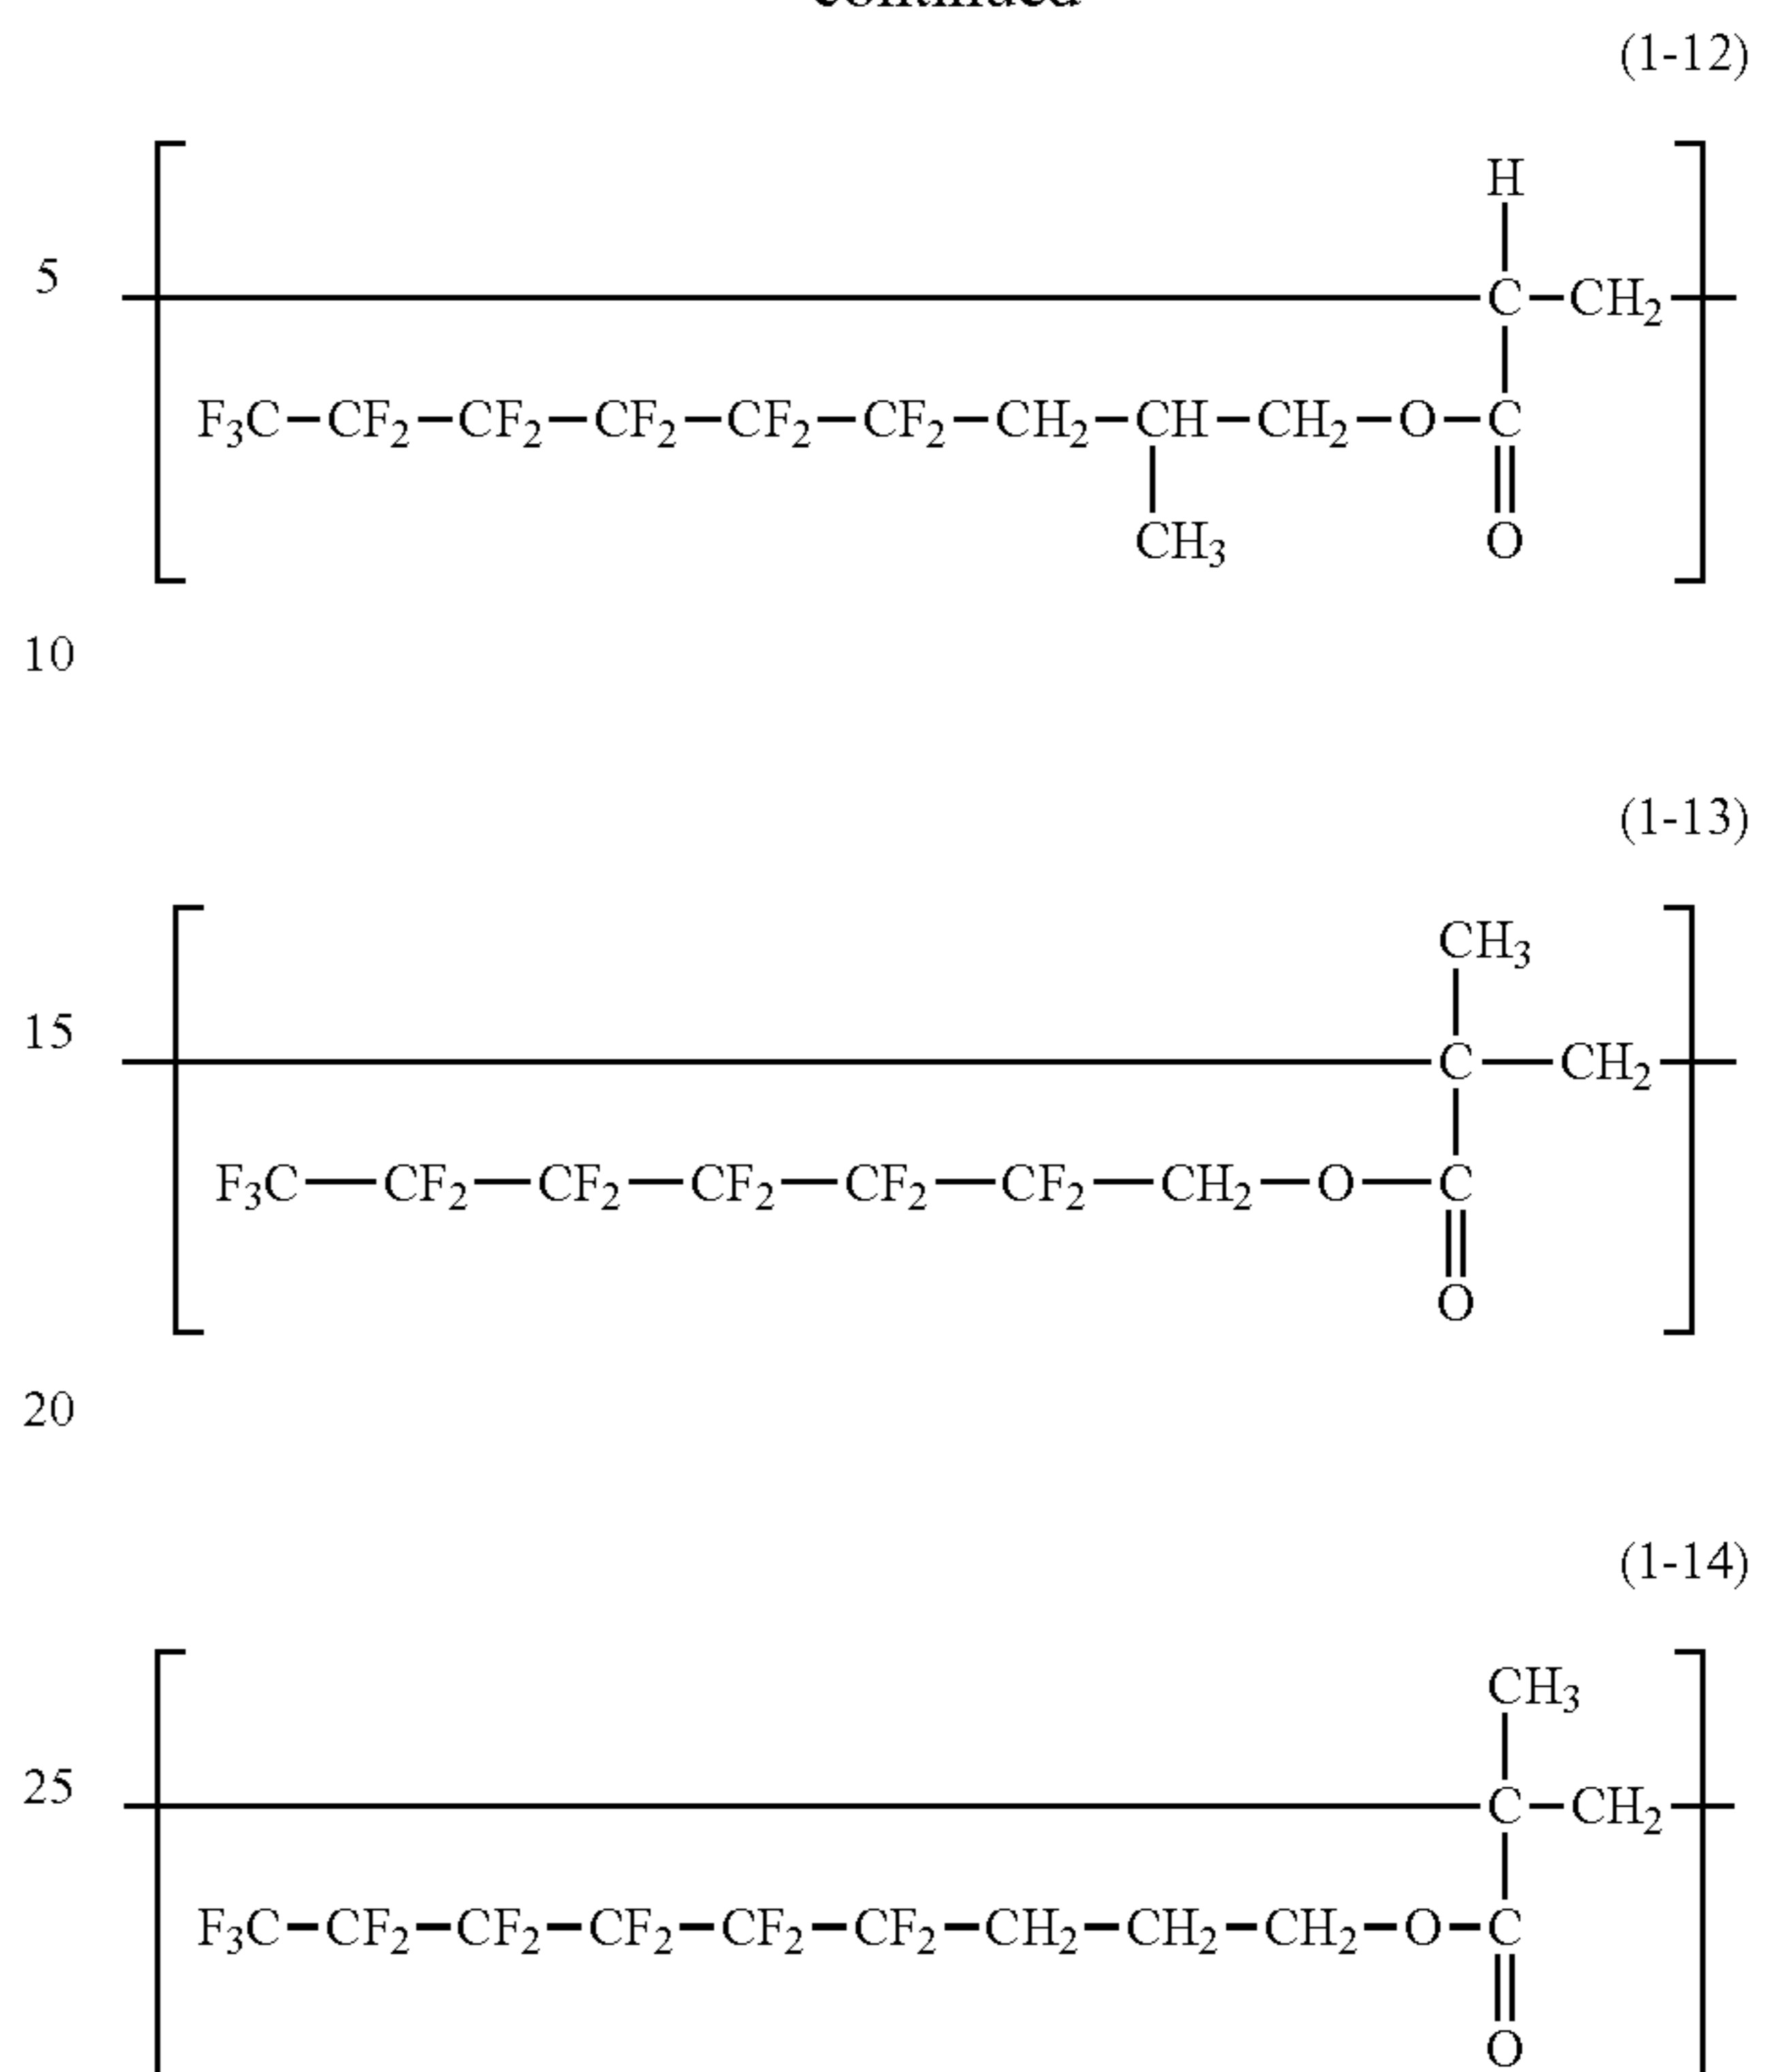 (1-12)
H
5
C-CH2
F3C-CF2-CF2-CF2-CF2-CF2-CH2-CH-CH2-O-C
CH3 O
10
(1-13)
CH3
15
C-CH2
F3C-CF2-CF2-CF2-CF2-CF2-CH2-O-C
O
20
(1-14)
CH3
25
C-CH2
F3C-CF2-CF2-CF2-CF2-CF2-CH2-CH2-CH2-O-C
O